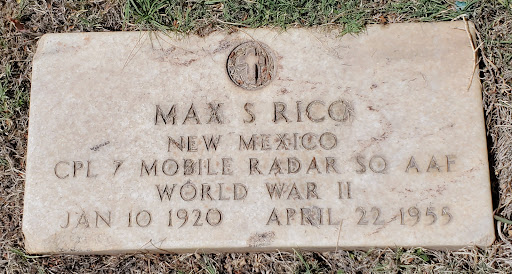 MAX S RICO
NEW MEXICO
CPL 7 MOBILE RADAR SQ AAF
WORLD WAR II
JAN 10 1920 APRIL 22 1955